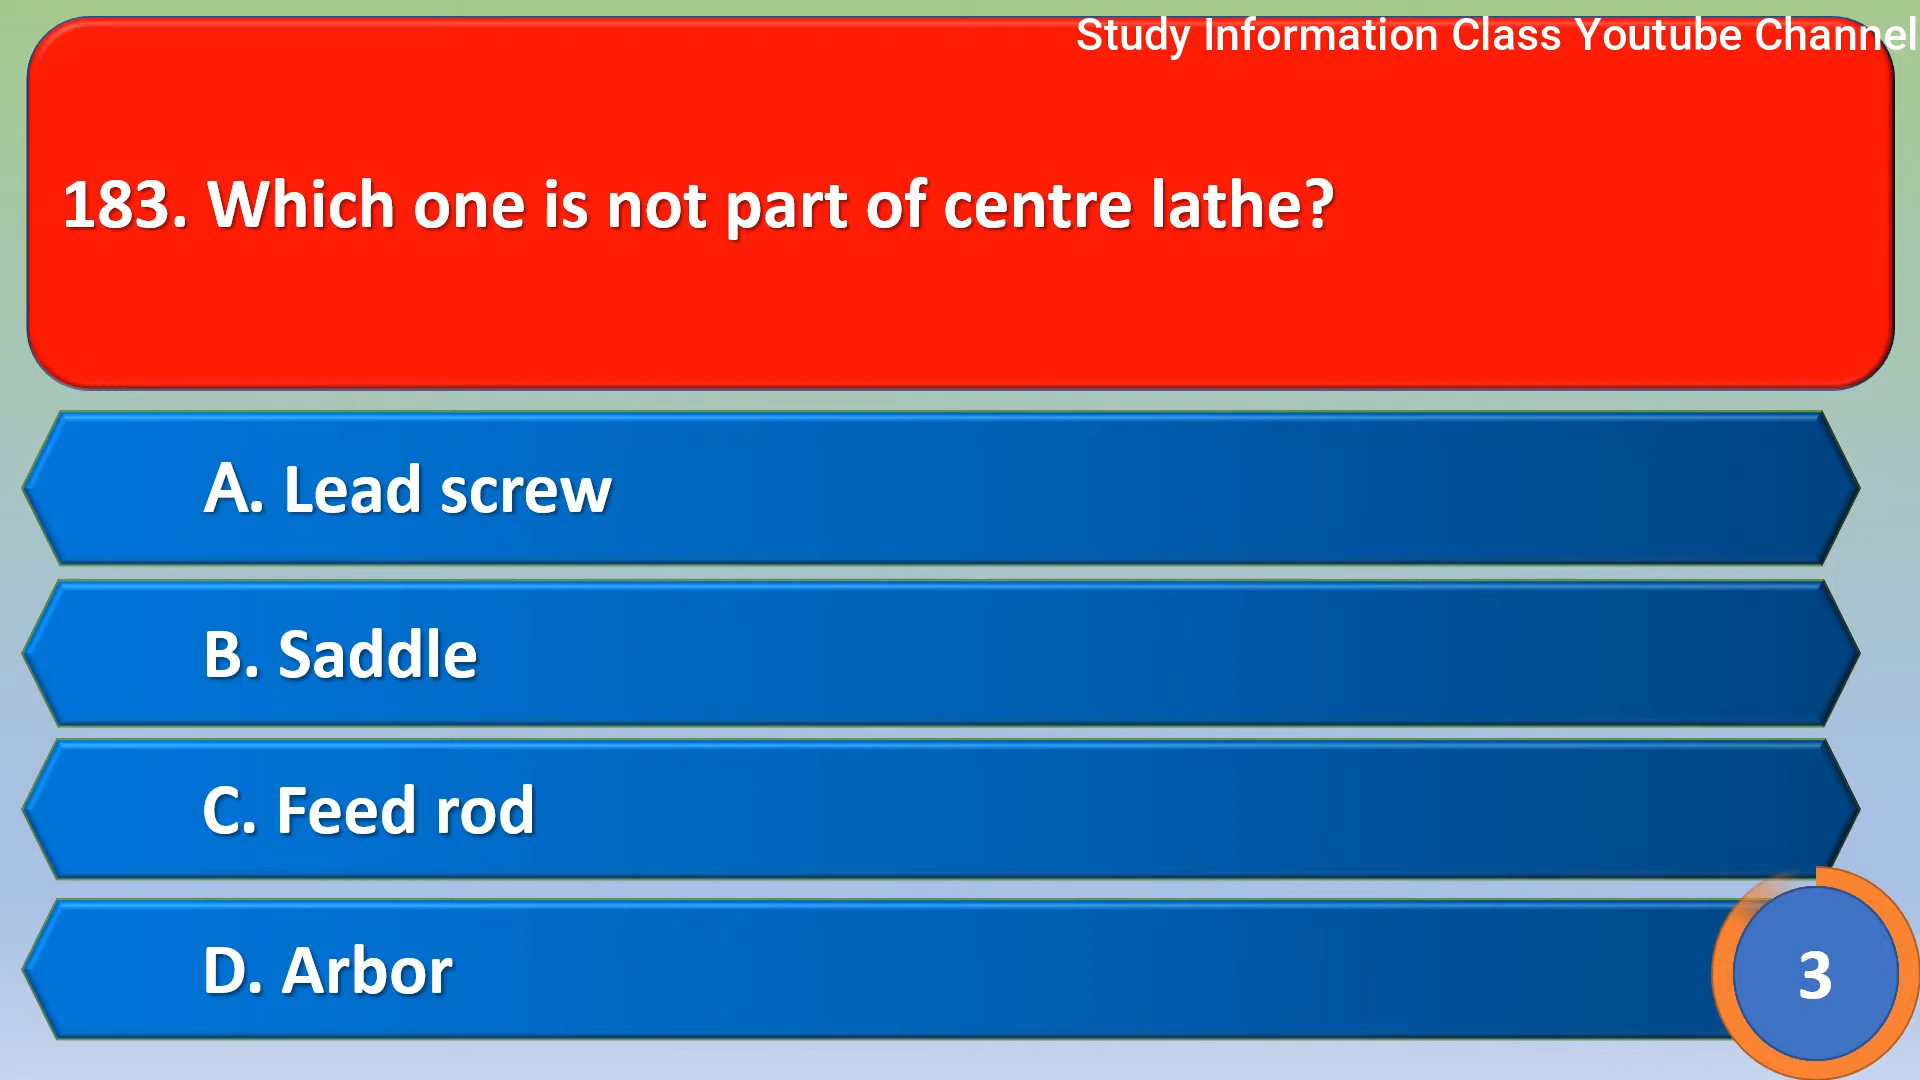 Study Information Class Youtube Channel
183. Which one is not part of centre lathe?
A. Lead screw
B. Saddle
C. Feed rod
D. Arbor
3